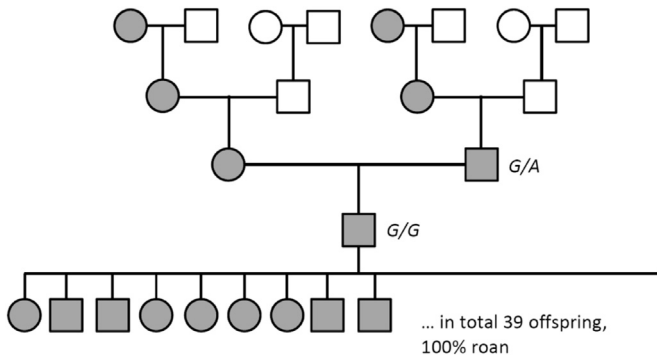 G/A
G/G
... in total 39 offspring,
100% roan